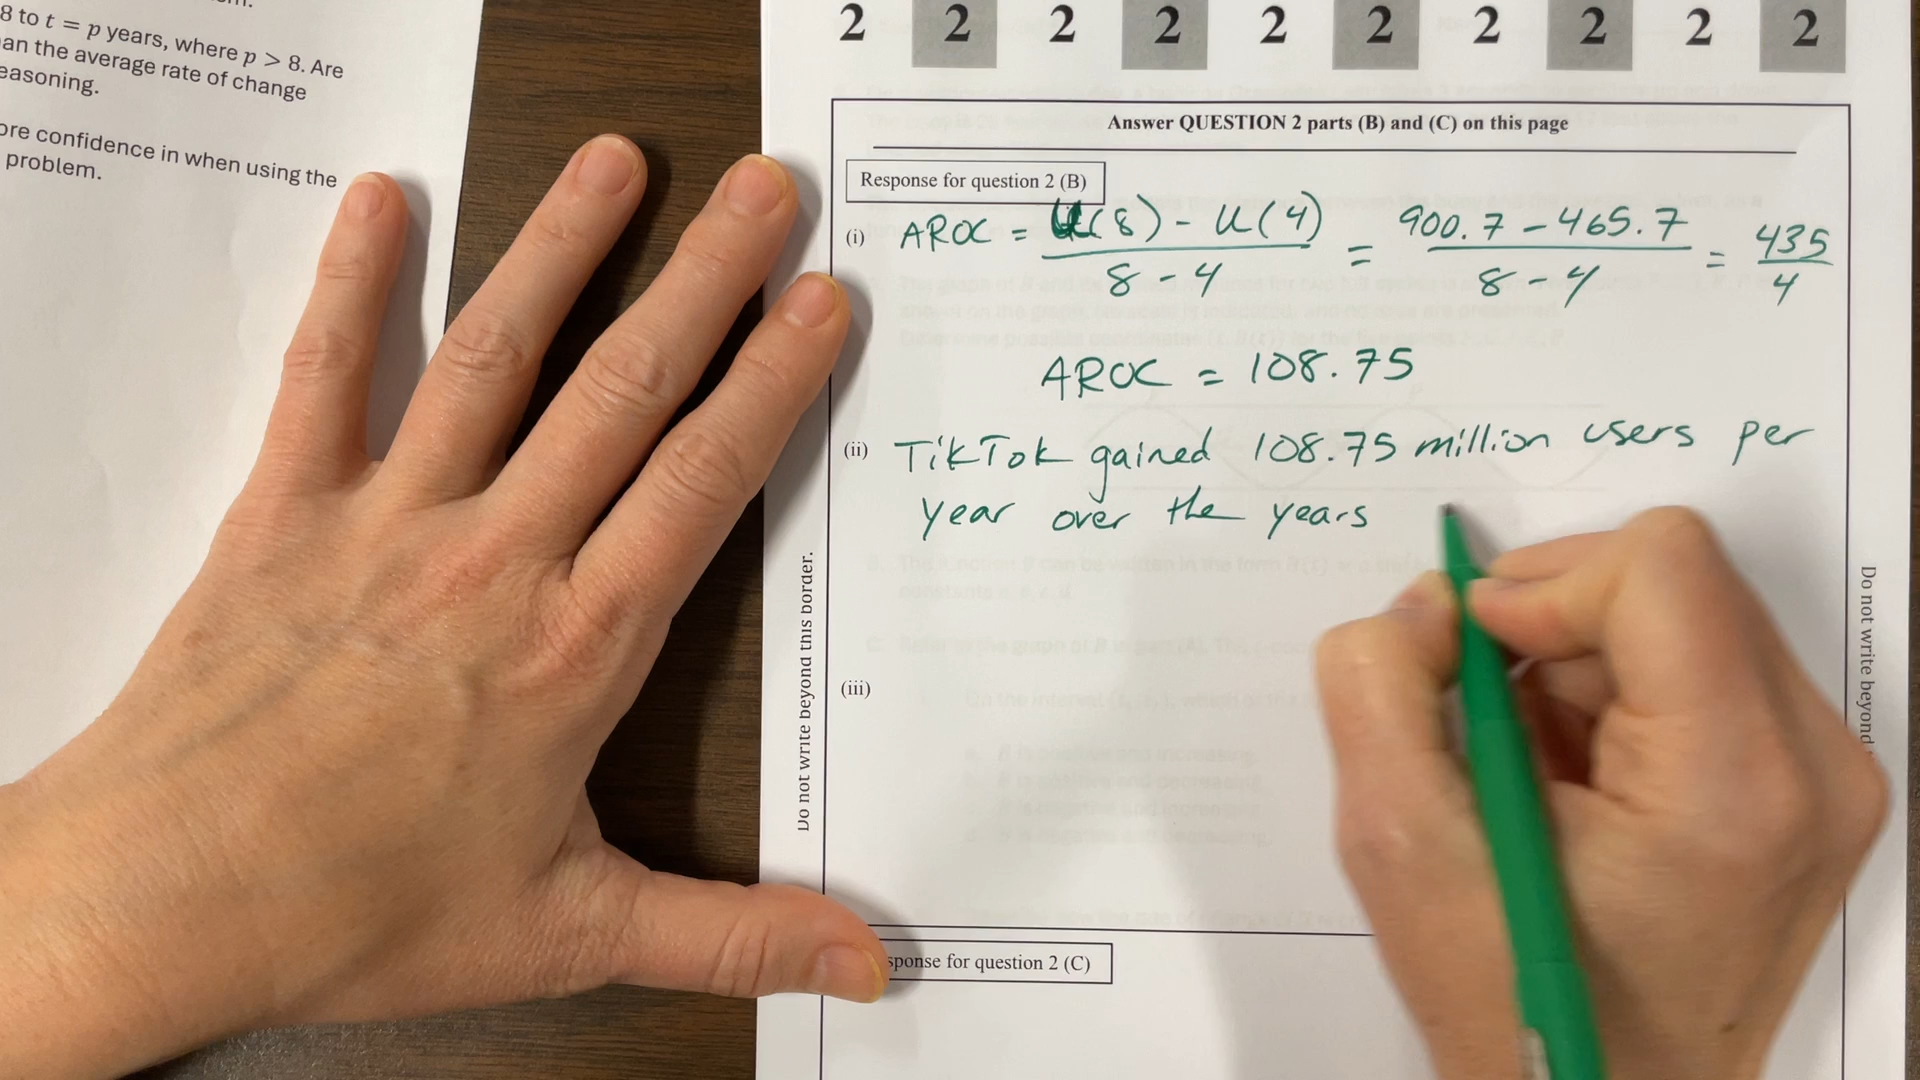 8 to t = p years, where p > 8. Are
an the average rate of change
easoning.
ore confidence in when using the
problem.
2 2 2 2 2 2 2 2 2 2
Answer QUESTION 2 parts (B) and (C) on this page
Response for question 2 (B)
(i) AROC = U(8) - U(4) / 8 - 4 = 900.7 - 465.7 / 8 - 4 = 435 / 4
AROC = 108.75
(ii) TikTok gained 108.75 million users per
year over the years
(iii)
Do not write beyond this border.
Do not write beyond
sponse for question 2 (C)